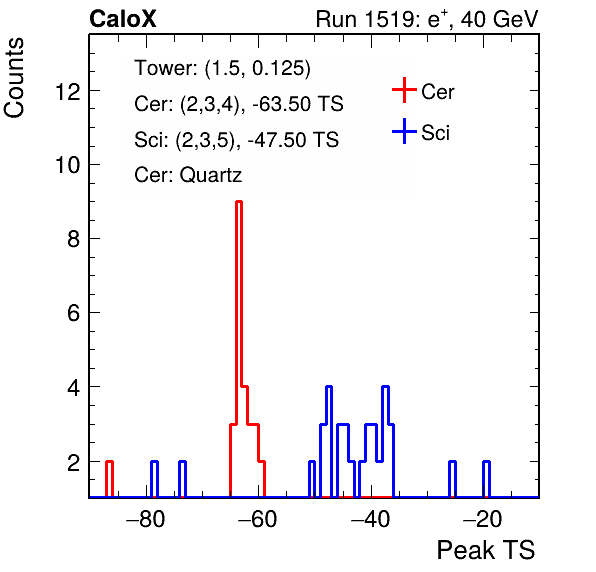 CaloX Run 1519: e⁺, 40 GeV
Counts
Tower: (1.5, 0.125)
Cer: (2,3,4), -63.50 TS
Sci: (2,3,5), -47.50 TS
Cer: Quartz
Cer
Sci
12
10
8
6
4
2
−80 −60 −40 −20
Peak TS